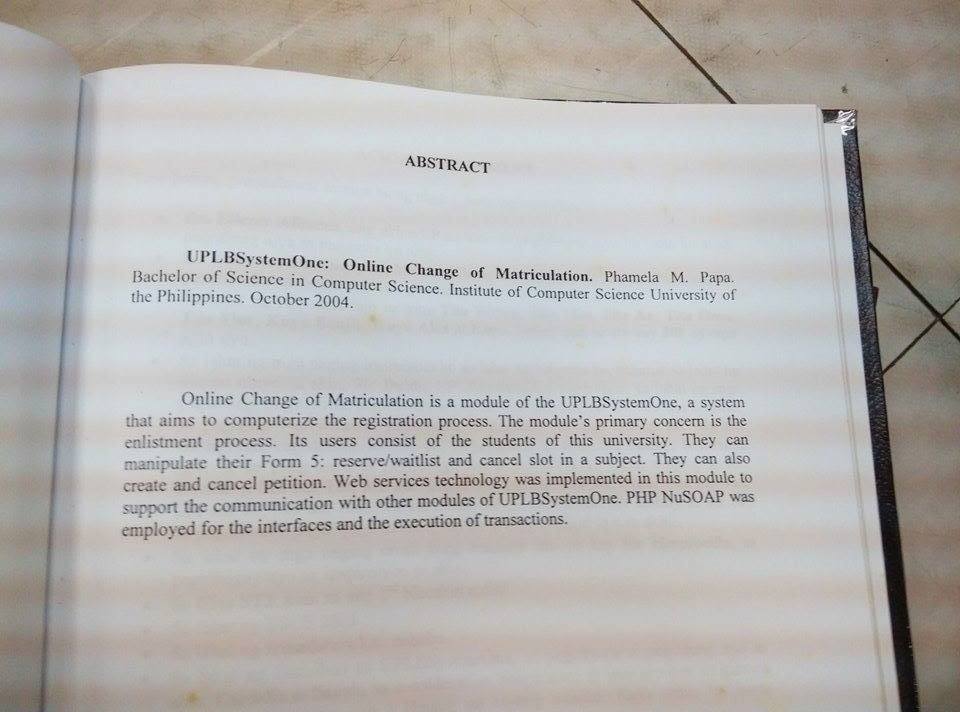 ABSTRACT
UPLBSystemOne: Online Change of Matriculation. Phamela M. Papa.
Bachelor of Science in Computer Science. Institute of Computer Science University of
the Philippines. October 2004.
Online Change of Matriculation is a module of the UPLBSystemOne, a system
that aims to computerize the registration process. The module's primary concern is the
enlistment process. Its users consist of the students of this university. They can
manipulate their Form 5: reserve/waitlist and cancel slot in a subject. They can also
create and cancel petition. Web services technology was implemented in this module to
support the communication with other modules of UPLBSystemOne. PHP NuSOAP was
employed for the interfaces and the execution of transactions.